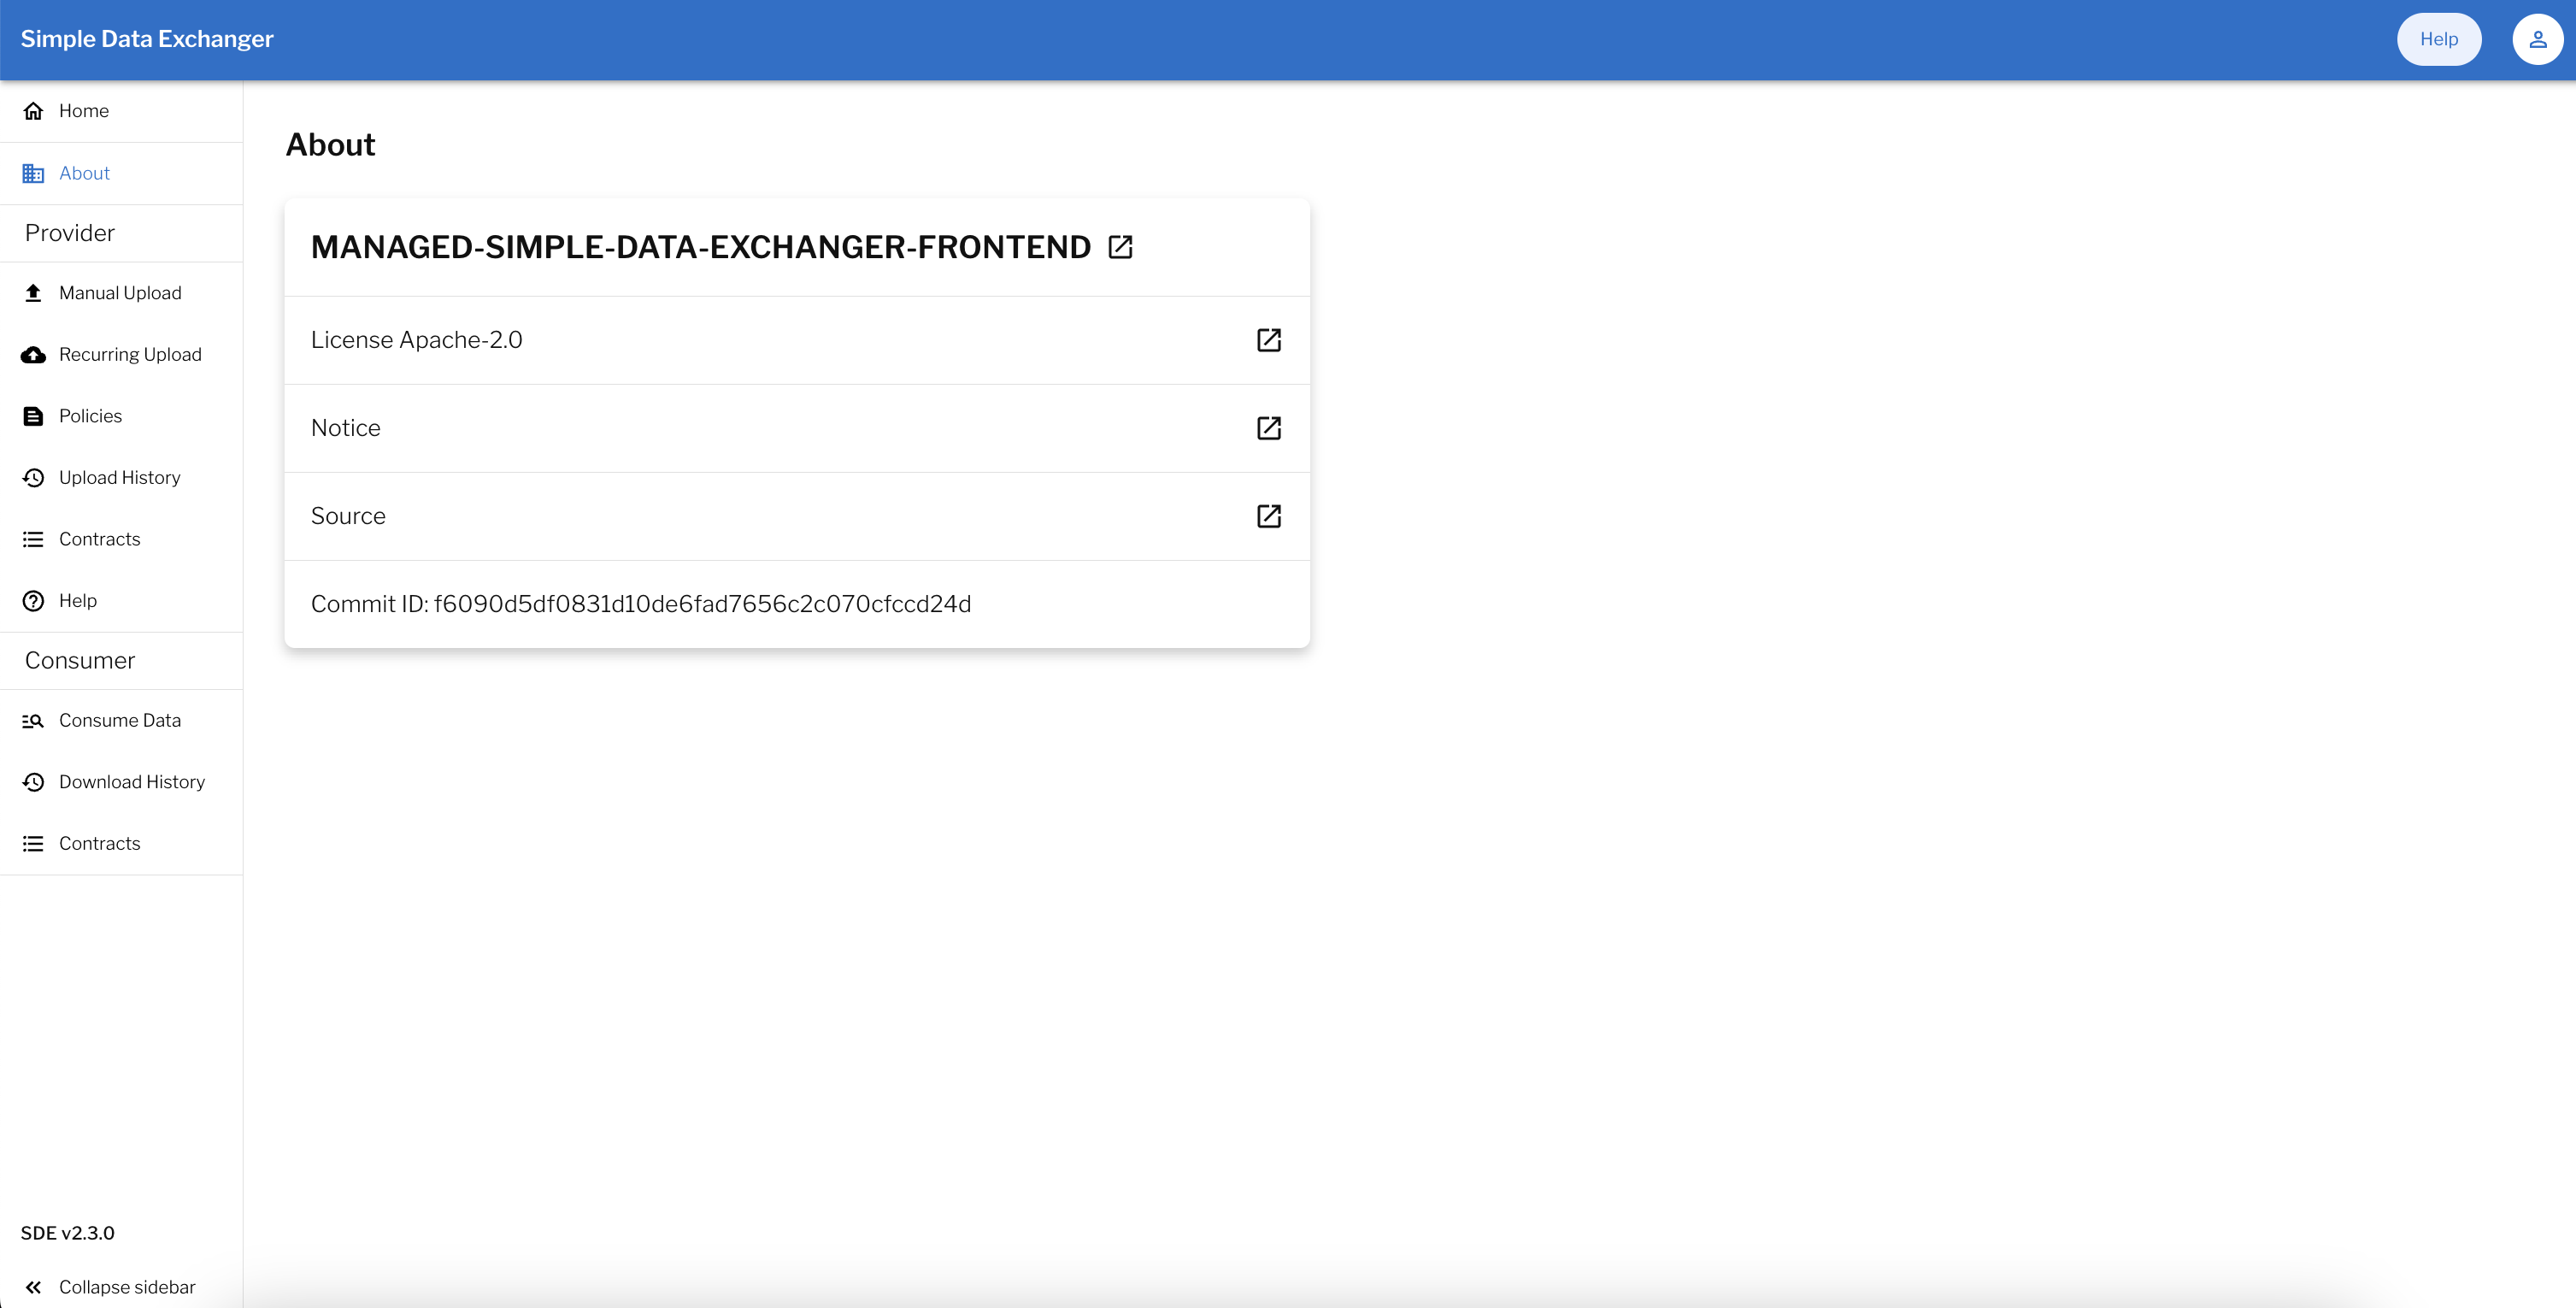 Simple Data Exchanger
Help
Home
About
Provider
Manual Upload
Recurring Upload
Policies
Upload History
Contracts
Help
Consumer
Consume Data
Download History
Contracts
SDE v2.3.0
Collapse sidebar
About
MANAGED-SIMPLE-DATA-EXCHANGER-FRONTEND
License Apache-2.0
Notice
Source
Commit ID: f6090d5df0831d10de6fad7656c2c070cfccd24d